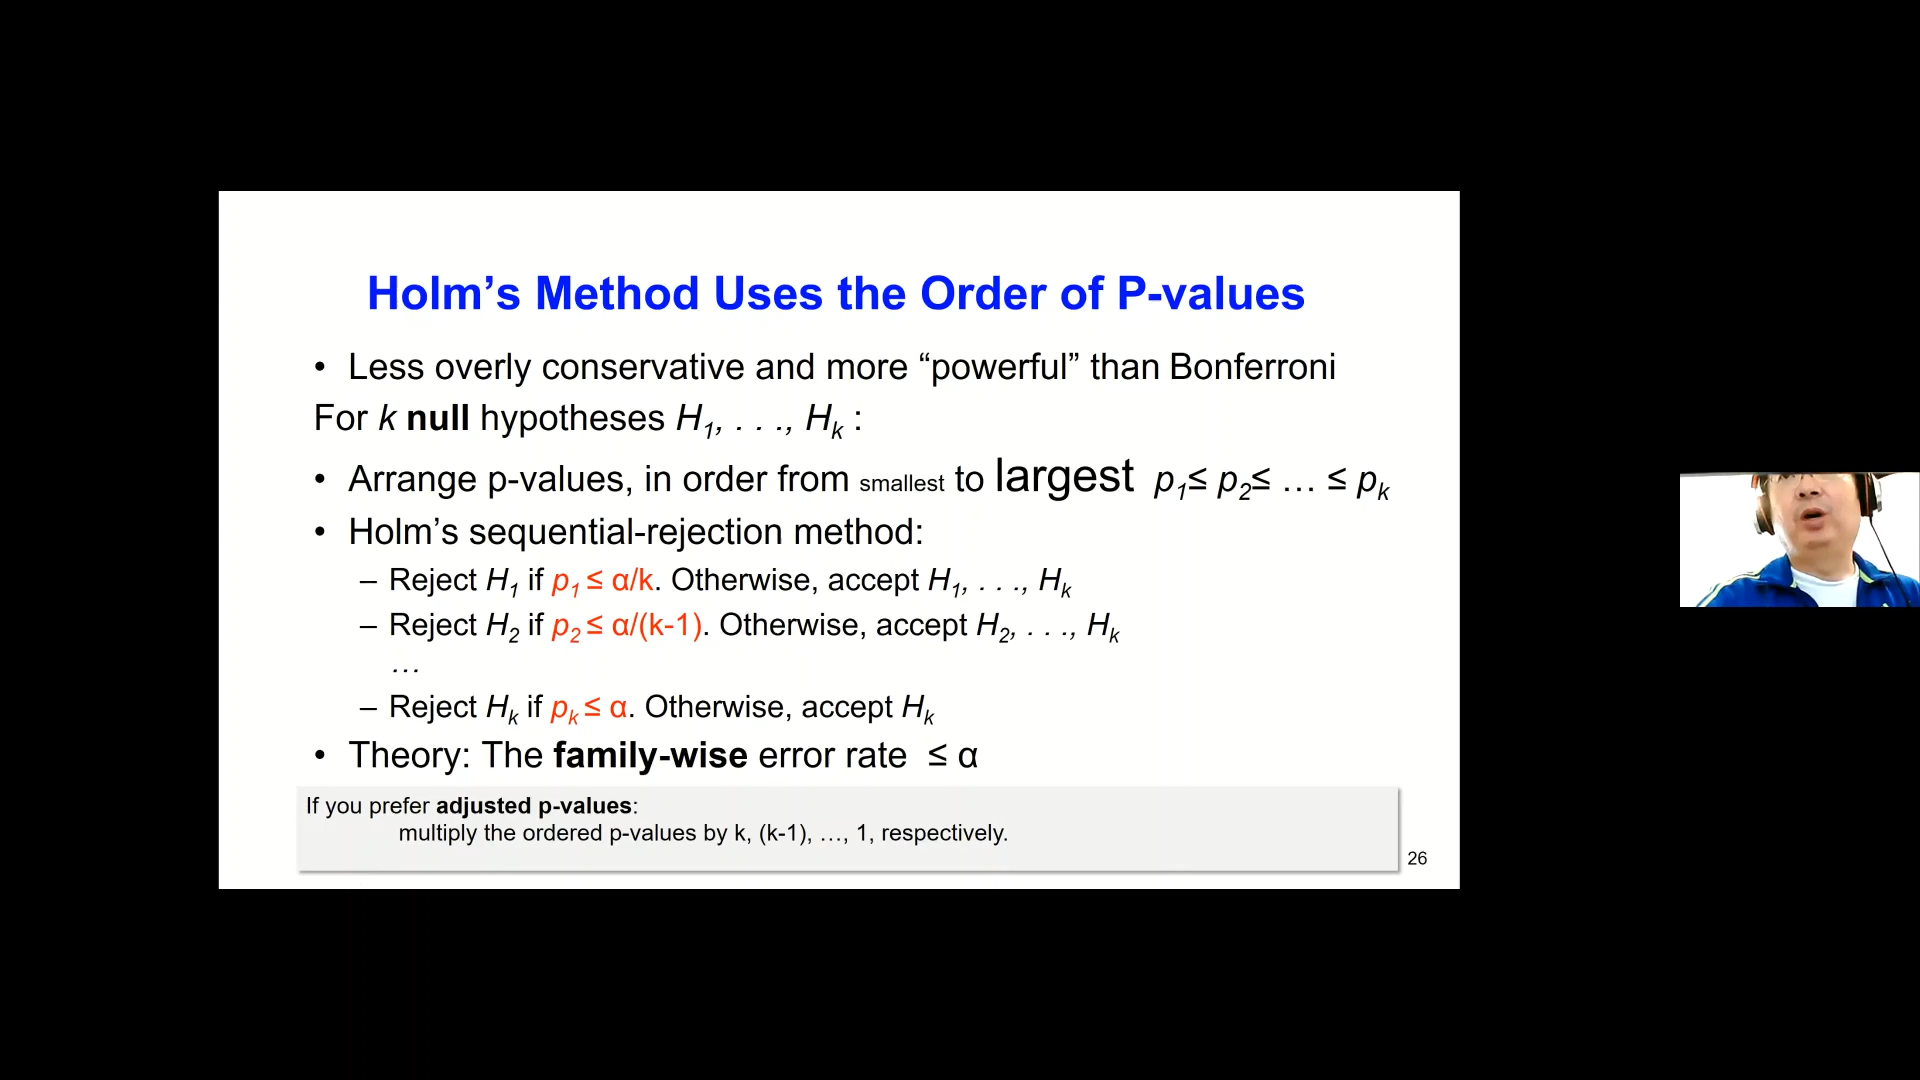 Holm’s Method Uses the Order of P-values
• Less overly conservative and more “powerful” than Bonferroni
For k null hypotheses H1, . . ., Hk :
• Arrange p-values, in order from smallest to largest p1≤ p2≤ … ≤ pk
• Holm’s sequential-rejection method:
– Reject H1 if p1 ≤ α/k. Otherwise, accept H1, . . ., Hk
– Reject H2 if p2 ≤ α/(k-1). Otherwise, accept H2, . . ., Hk
…
– Reject Hk if pk ≤ α. Otherwise, accept Hk
• Theory: The family-wise error rate ≤ α
If you prefer adjusted p-values:
multiply the ordered p-values by k, (k-1), …, 1, respectively.
26